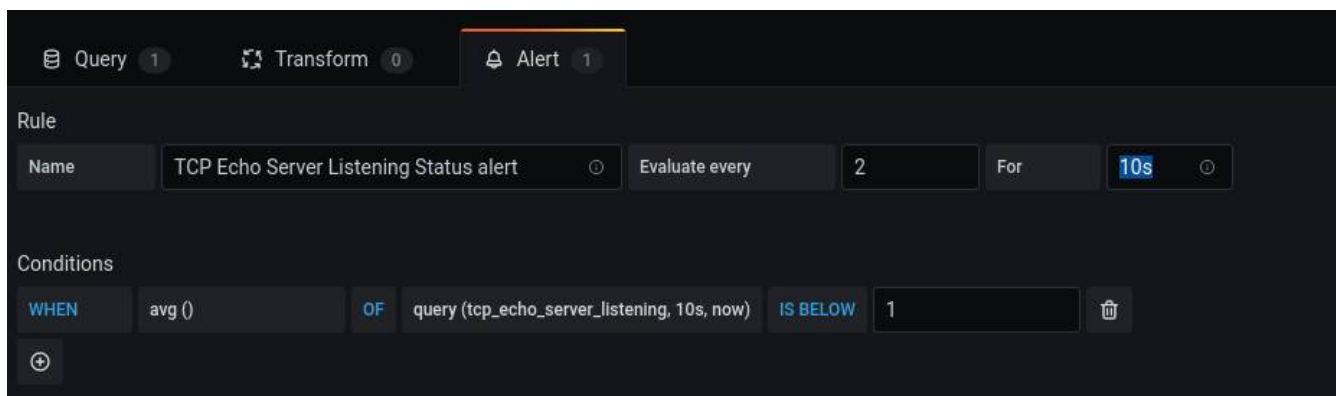 Query 1 Transform 0 Alert 1
Rule
Name TCP Echo Server Listening Status alert Evaluate every 2 For 10s
Conditions
WHEN avg () OF query (tcp_echo_server_listening, 10s, now) IS BELOW 1